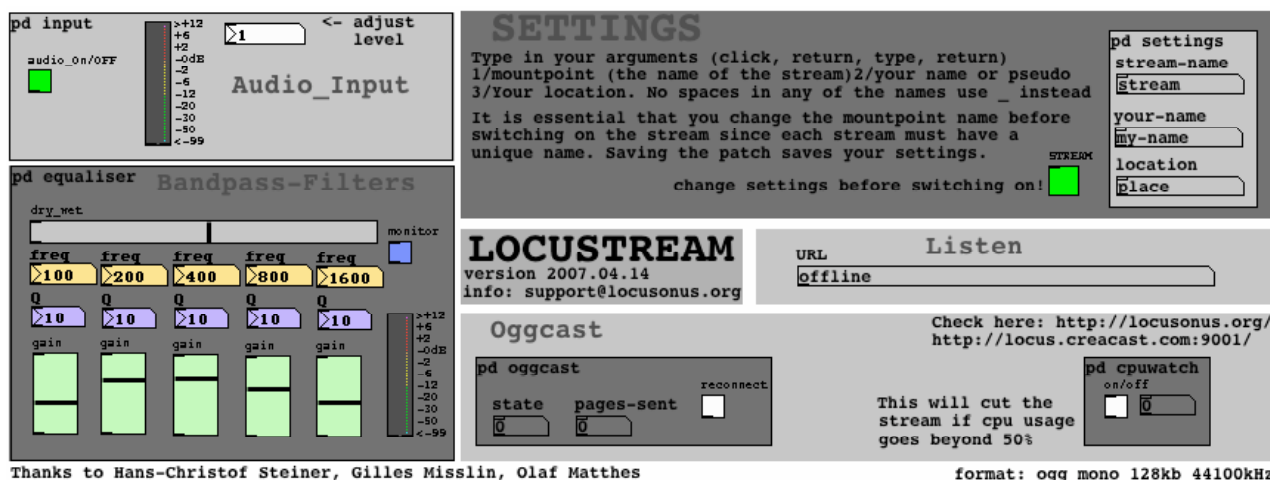 pd input
audio_On/OFF
>+12
+6
+2
-0dB
-2
-6
-12
-20
-30
-50
<-99
1
<- adjust
level
Audio_Input
SETTINGS
Type in your arguments (click, return, type, return)
1/mountpoint (the name of the stream)2/your name or pseudo
3/Your location. No spaces in any of the names use _ instead
It is essential that you change the mountpoint name before
switching on the stream since each stream must have a
unique name. Saving the patch saves your settings.
STREAM
change settings before switching on!
pd settings
stream-name
stream
your-name
my-name
location
place
pd equaliser
Bandpass-Filters
dry_wet
monitor
freq freq freq freq freq
100 200 400 800 1600
Q Q Q Q Q
10 10 10 10 10
gain gain gain gain gain
>+12
+6
+2
-0dB
-2
-6
-12
-20
-30
-50
<-99
LOCUSTREAM
version 2007.04.14
info: support@locusonus.org
Listen
URL
offline
Oggcast
Check here: http://locusonus.org/
http://locus.creacast.com:9001/
pd oggcast
reconnect
state pages-sent
0 0
This will cut the
stream if cpu usage
goes beyond 50%
pd cpuwatch
on/off
0
Thanks to Hans-Christof Steiner, Gilles Misslin, Olaf Matthes
format: ogg mono 128kb 44100kHz